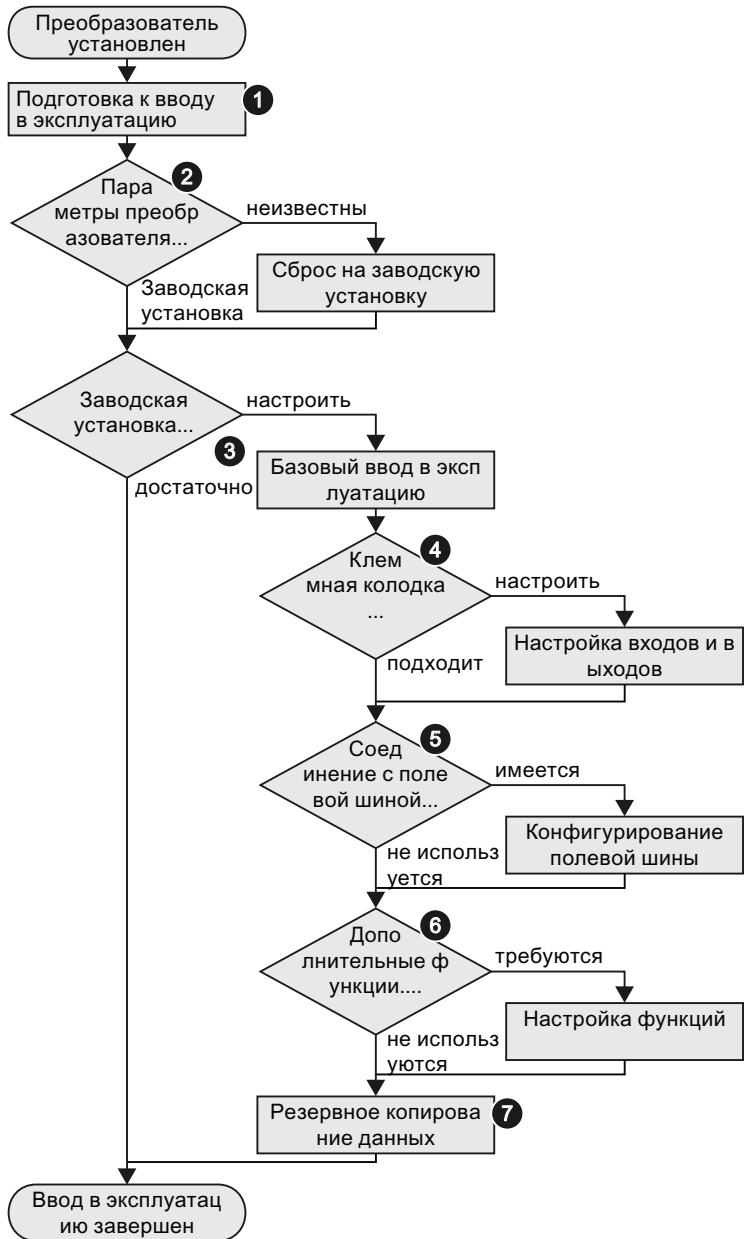 Преобразователь
установлен
Подготовка к вводу
в эксплуатацию
1
2
Пара
метры преобр
азователя...
неизвестны
Сброс на заводскую
установку
Заводская
установка
Заводская
установка...
настроить
3
достаточно
Базовый ввод в эксп
луатацию
4
Клем
мная колодка
...
настроить
Настройка входов и в
ыходов
подходит
5
Соед
инение с поле
вой шиной...
имеется
Конфигурирование
полевой шины
не использ
уется
6
Допо
лнительные ф
ункции....
требуются
Настройка функций
не использ
уются
Резервное копирова
ние данных
7
Ввод в эксплуатац
ию завершен